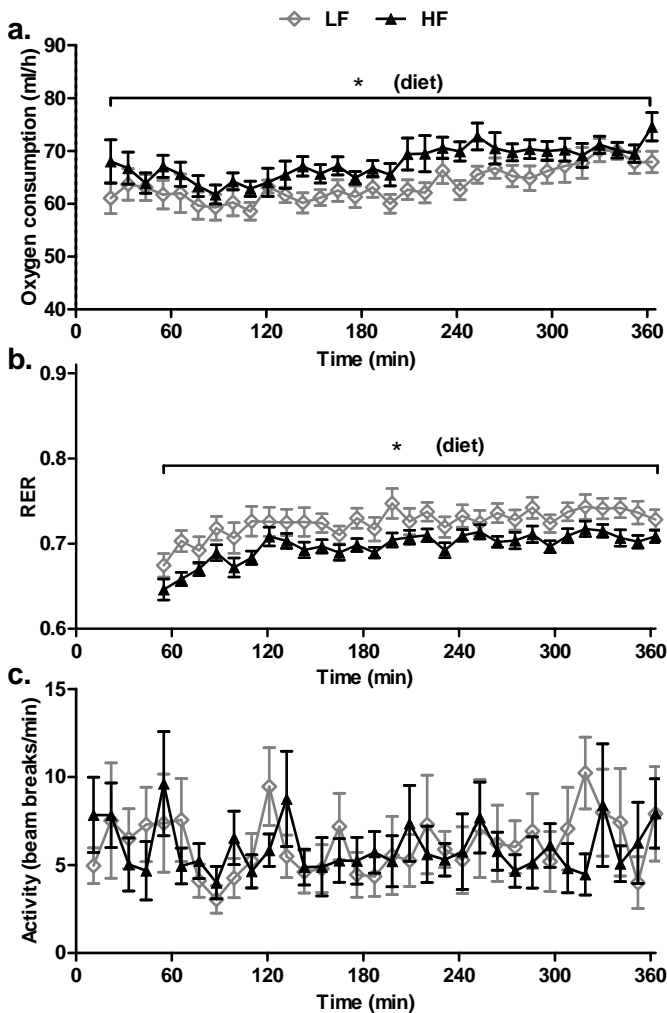 LF HF
a.
Oxygen consumption (ml/h)
90
80
70
60
50
40
* (diet)
0 60 120 180 240 300 360
Time (min)
b.
RER
0.9
0.8
0.7
0.6
* (diet)
0 60 120 180 240 300 360
Time (min)
c.
Activity (beam breaks/min)
15
10
5
0
0 60 120 180 240 300 360
Time (min)